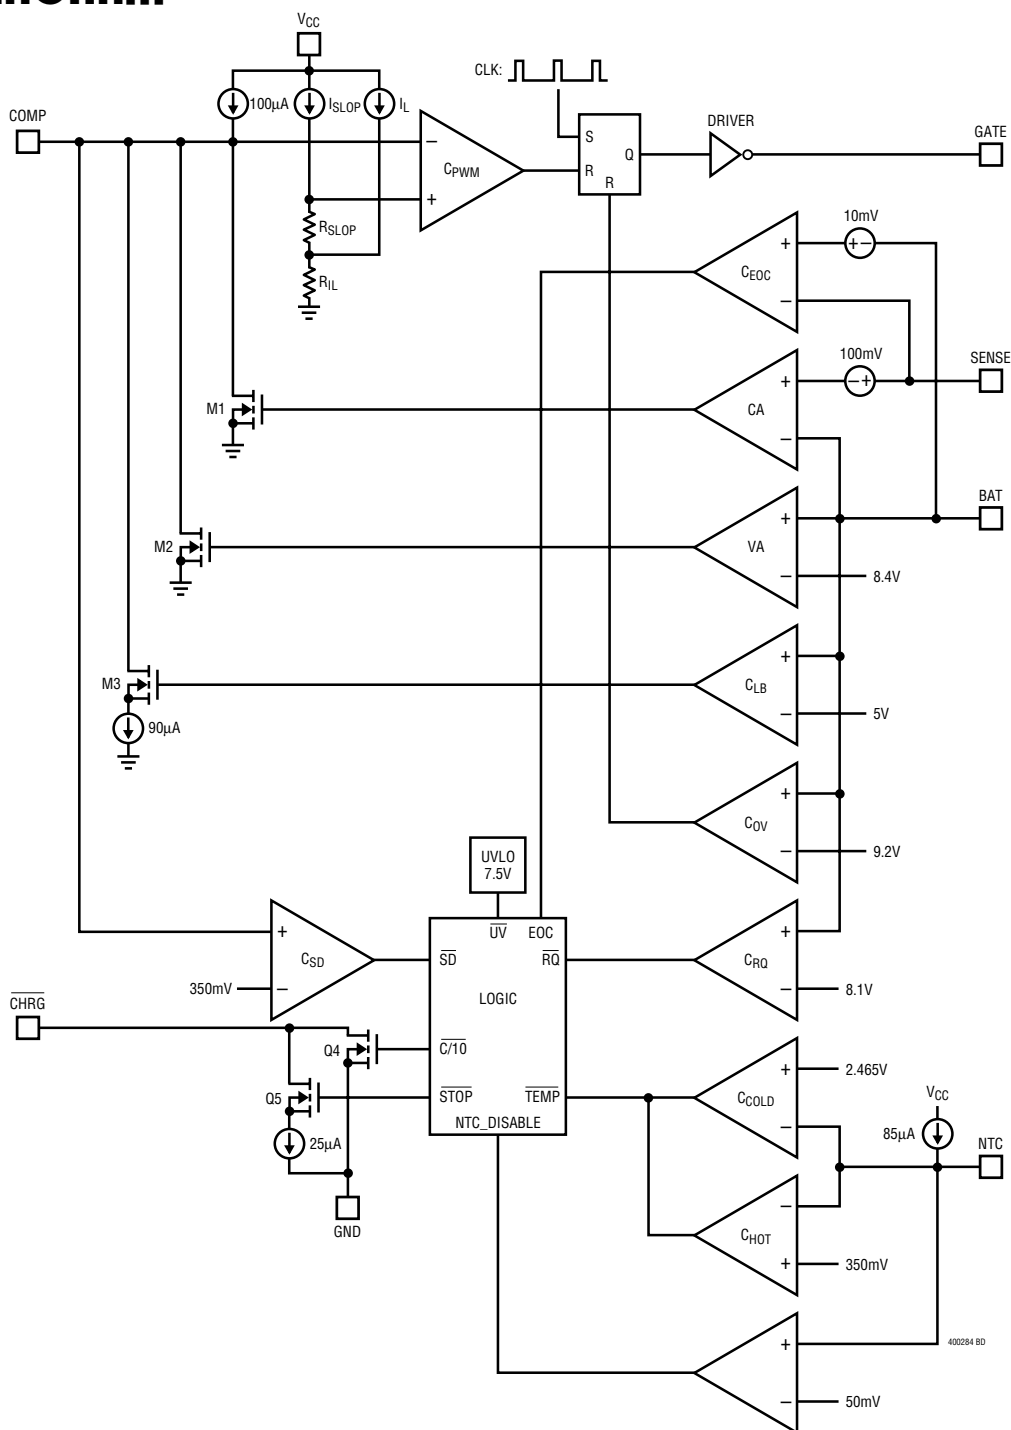 VCC
CLK:
COMP
100µA
ISLOP
IL
DRIVER
GATE
S
Q
R
R
−
CPWM
+
RSLOP
RIL
10mV
+
+ −
CEOC
−
100mV
SENSE
+
− +
M1
CA
−
BAT
+
M2
VA
−
8.4V
+
M3
CLB
90µA
−
5V
+
COV
UVLO
7.5V
−
9.2V
UV
EOC
+
+
CSD
SD
RQ
CRQ
350mV
−
LOGIC
−
8.1V
CHRG
Q4
C/10
+
2.465V
Q5
STOP
TEMP
CCOLD
VCC
NTC_DISABLE
−
85µA
25µA
NTC
−
GND
CHOT
+
350mV
+
400284 BD
−
50mV